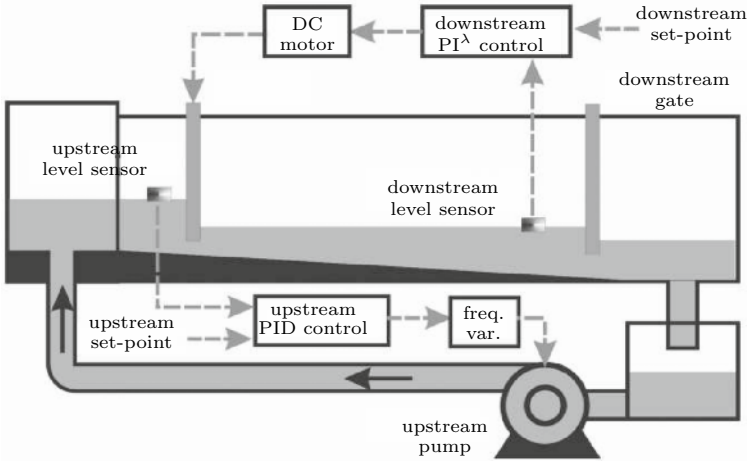 DC
motor
downstream
PI^λ control
downstream
set-point
downstream
gate
upstream
level sensor
downstream
level sensor
upstream
set-point
upstream
PID control
freq.
var.
upstream
pump